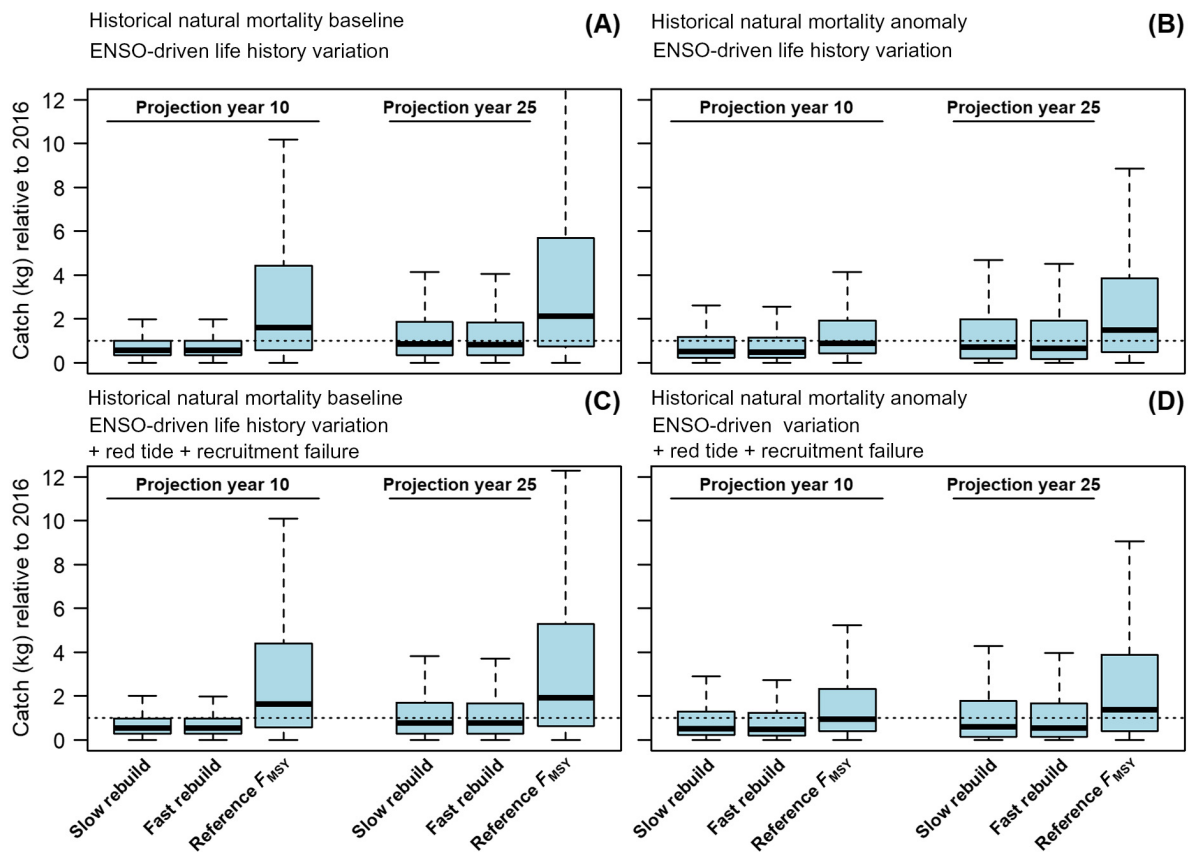 Historical natural mortality baseline
ENSO-driven life history variation
(A)
Historical natural mortality anomaly
ENSO-driven life history variation
(B)
Catch (kg) relative to 2016
12
10
8
6
4
2
0
Projection year 10
Projection year 25
Projection year 10
Projection year 25
Historical natural mortality baseline
ENSO-driven life history variation
+ red tide + recruitment failure
(C)
Historical natural mortality anomaly
ENSO-driven variation
+ red tide + recruitment failure
(D)
Catch (kg) relative to 2016
12
10
8
6
4
2
0
Projection year 10
Projection year 25
Projection year 10
Projection year 25
Slow rebuild
Fast rebuild
Reference FMSY
Slow rebuild
Fast rebuild
Reference FMSY
Slow rebuild
Fast rebuild
Reference FMSY
Slow rebuild
Fast rebuild
Reference FMSY